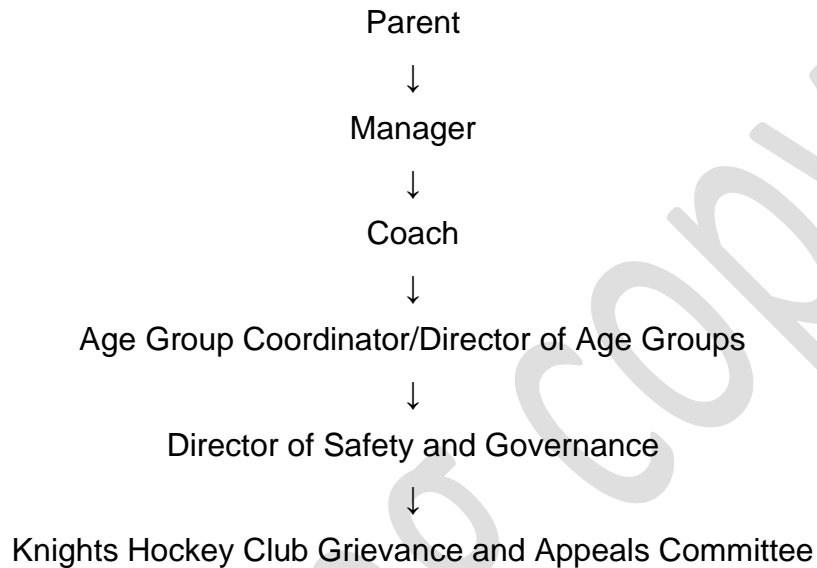 Parent
↓
Manager
↓
Coach
↓
Age Group Coordinator/Director of Age Groups
↓
Director of Safety and Governance
↓
Knights Hockey Club Grievance and Appeals Committee